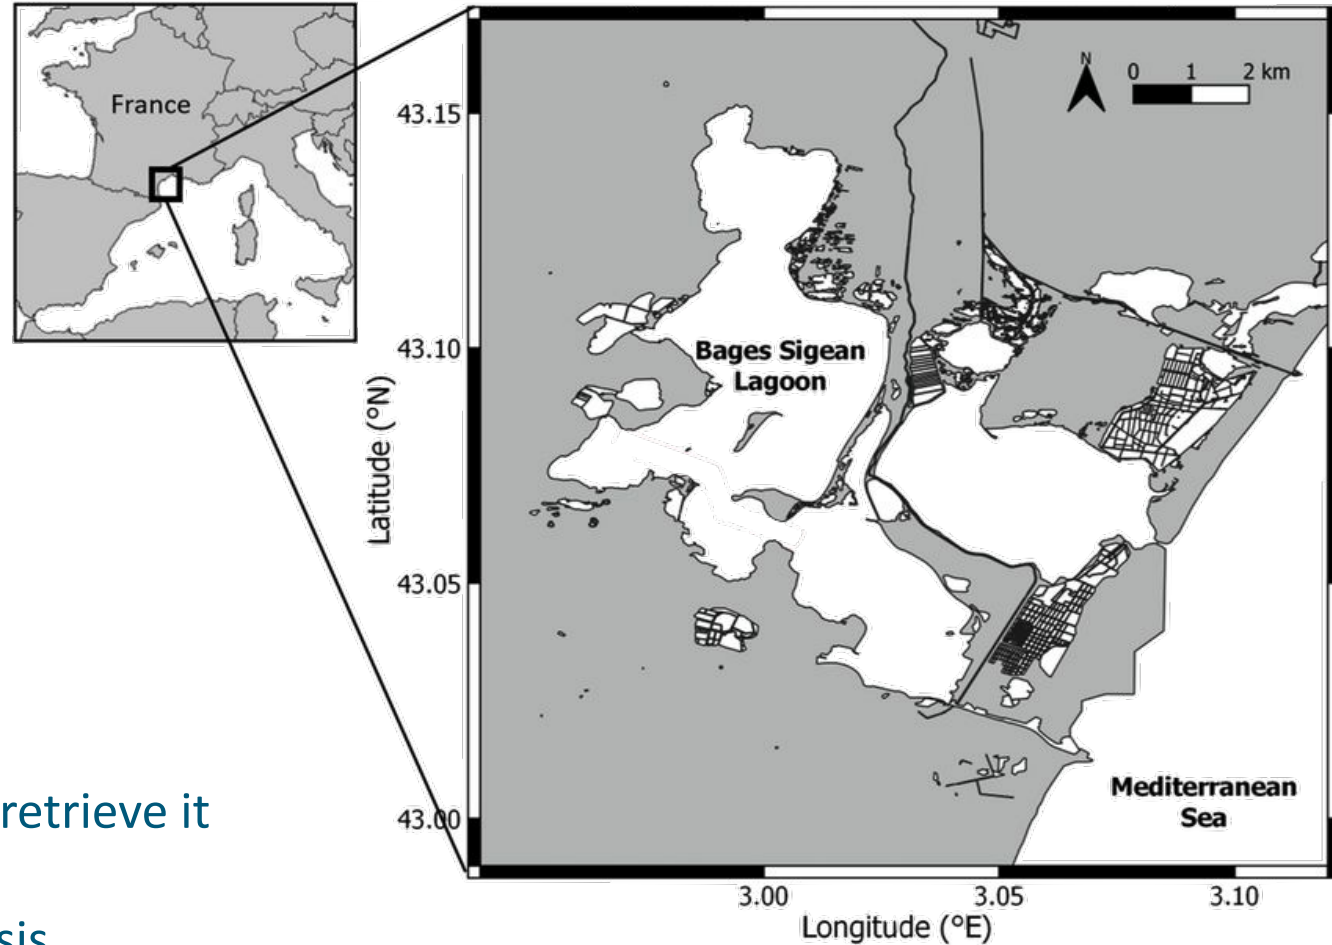 France
N
0 1 2 km
43.15
43.10
43.05
43.00
Latitude (°N)
Bages Sigean
Lagoon
Mediterranean
Sea
3.00 3.05 3.10
Longitude (°E)
retrieve it
sis